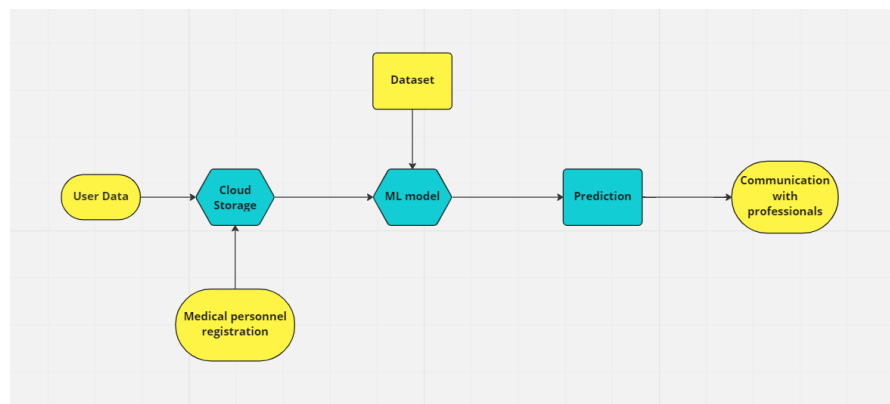 Dataset
User Data
Cloud
Storage
ML model
Prediction
Communication
with
professionals
Medical personnel
registration